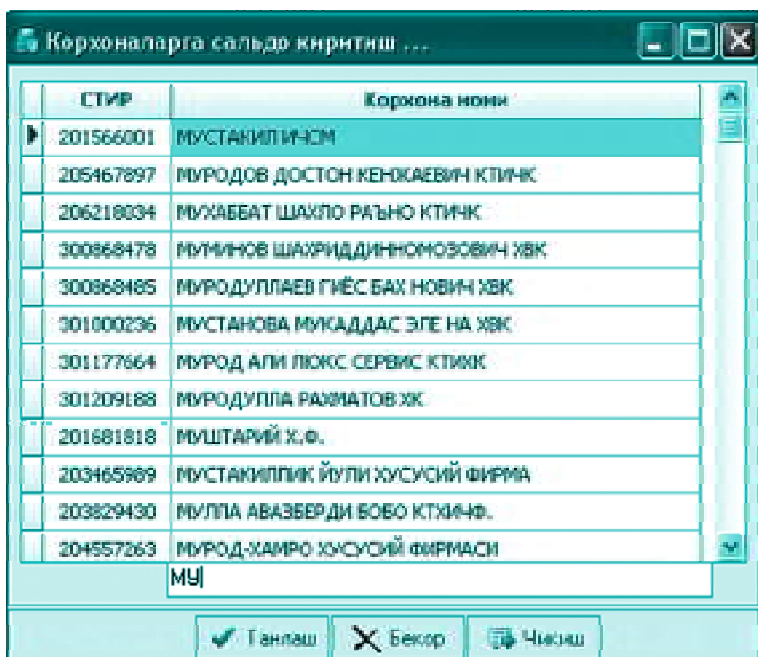 Корхоналарга сальдо киритиш ...
СТИР Корхона номи
201566001 МУСТАКИЛ ИЧСМ
205467897 МУРОДОВ ДОСТОН КЕНЖАЕВИЧ КТИЧК
206218034 МУХАББАТ ШАХЛО РАЪНО КТИЧК
300868478 МУМИНОВ ШАХРИДДИННОМОЗОВИЧ ХВК
300868485 МУРОДУЛЛАЕВ ГИЁС БАХ НОВИЧ ХВК
301000236 МУСТАНОВА МУКАДДАС ЭЛЕ НА ХВК
301177664 МУРОД АЛИ ЛЮКС СЕРВИС КТИХК
301209188 МУРОДУЛЛА РАХМАТОВ ХК
201681818 МУШТАРИЙ Х.Ф.
203465989 МУСТАКИЛЛИК ЙУЛИ ХУСУСИЙ ФИРМА
203829430 МУЛЛА АВАЗБЕРДИ БОБО КТХИЧФ.
204557263 МУРОД-ХАМРО ХУСУСИЙ ФИРМАСИ
МУ
Танлаш Бекор Чикиш